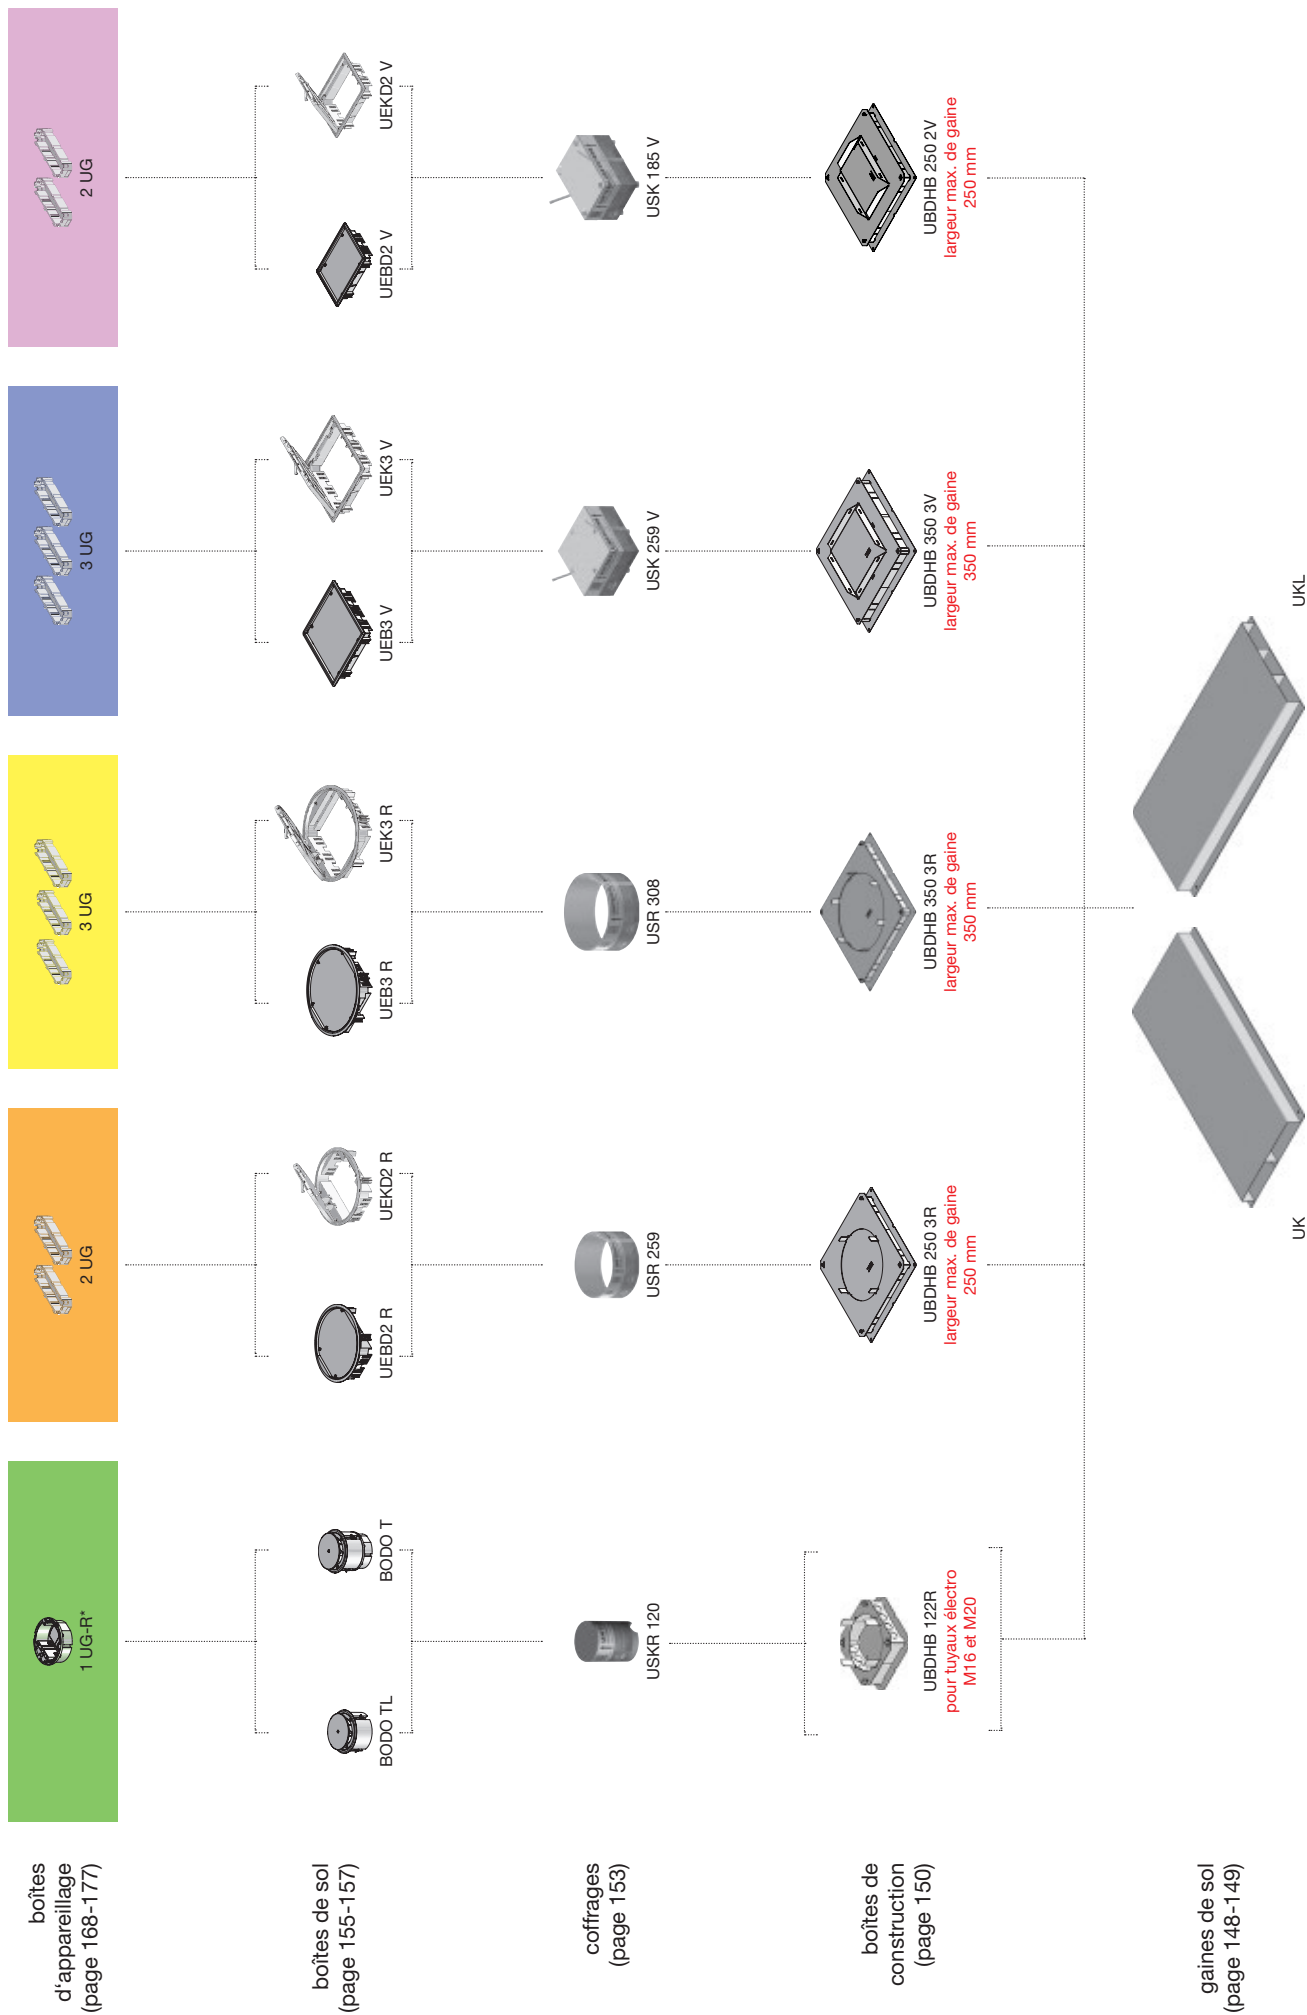 boîtes
d'appareillage
(page 168-177)
1 UG-R*
2 UG
3 UG
3 UG
2 UG
boîtes de sol
(page 155-157)
BODO TL
BODO T
UEBD2 R
UEKD2 R
UEB3 R
UEK3 R
UEB3 V
UEK3 V
UEBD2 V
UEKD2 V
coffrages
(page 153)
USKR 120
USR 259
USR 308
USK 259 V
USK 185 V
boîtes de
construction
(page 150)
UBDHB 122R
pour tuyaux électro
M16 et M20
UBDHB 250 3R
largeur max. de gaine
250 mm
UBDHB 350 3R
largeur max. de gaine
350 mm
UBDHB 350 3V
largeur max. de gaine
350 mm
UBDHB 250 2V
largeur max. de gaine
250 mm
gaines de sol
(page 148-149)
UK
UKL